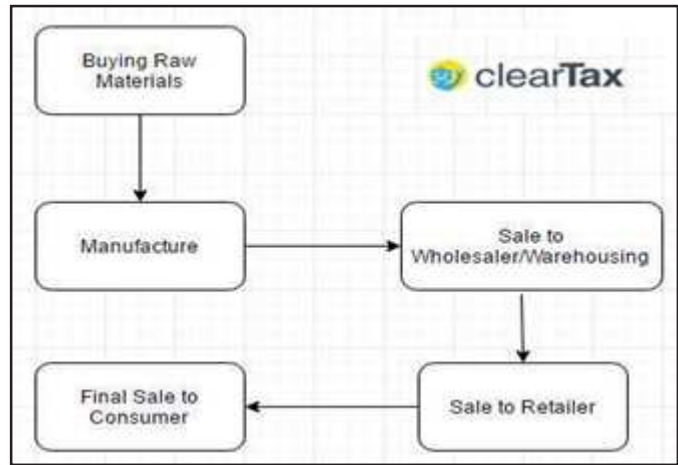 Buying Raw
Materials
clearTax
Manufacture
Sale to
Wholesaler/Warehousing
Final Sale to
Consumer
Sale to Retailer